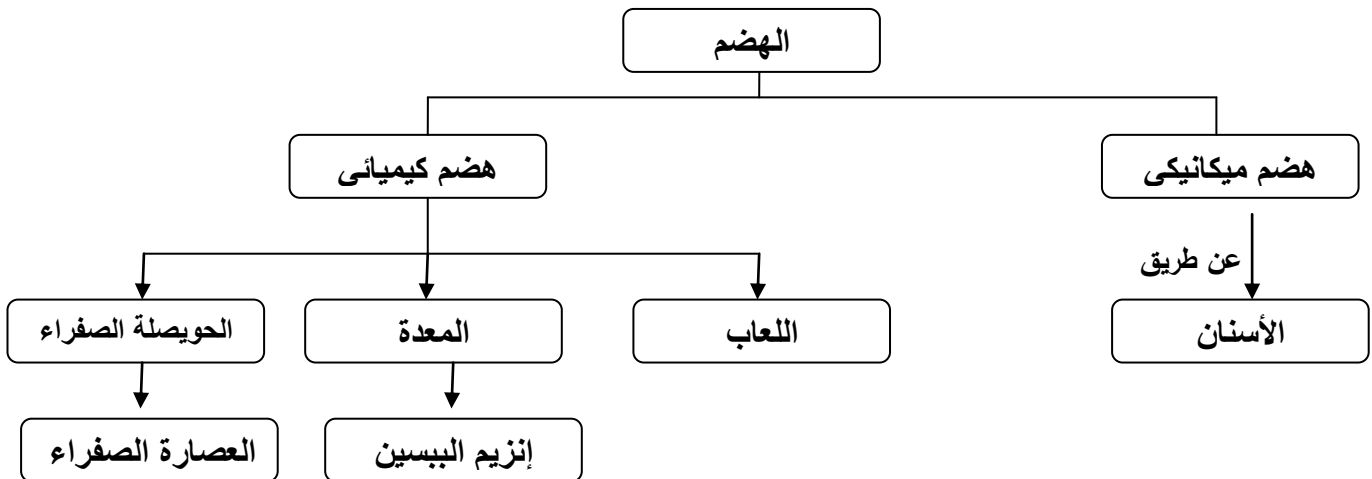 الهضم
هضم ميكانيكى
هضم كيميائى
عن طريق
الأسنان
اللعاب
المعدة
الحويصلة الصفراء
إنزيم الببسين
العصارة الصفراء